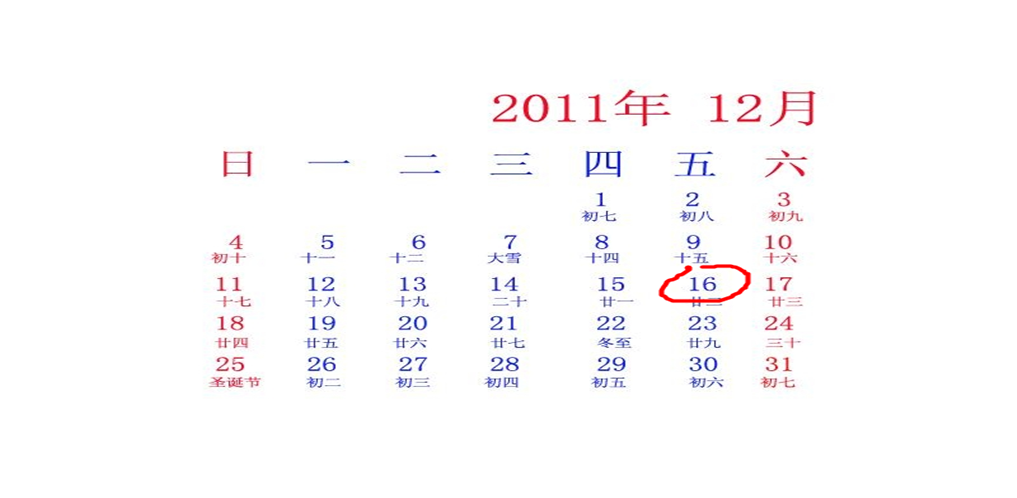 2011年 12月
日 一 二 三 四 五 六
1 2 3
初七 初八 初九
4 5 6 7 8 9 10
初十 十一 十二 大雪 十四 十五 十六
11 12 13 14 15 16 17
十七 十八 十九 二十 廿一 廿二 廿三
18 19 20 21 22 23 24
廿四 廿五 廿六 廿七 冬至 廿九 三十
25 26 27 28 29 30 31
圣诞节 初二 初三 初四 初五 初六 初七